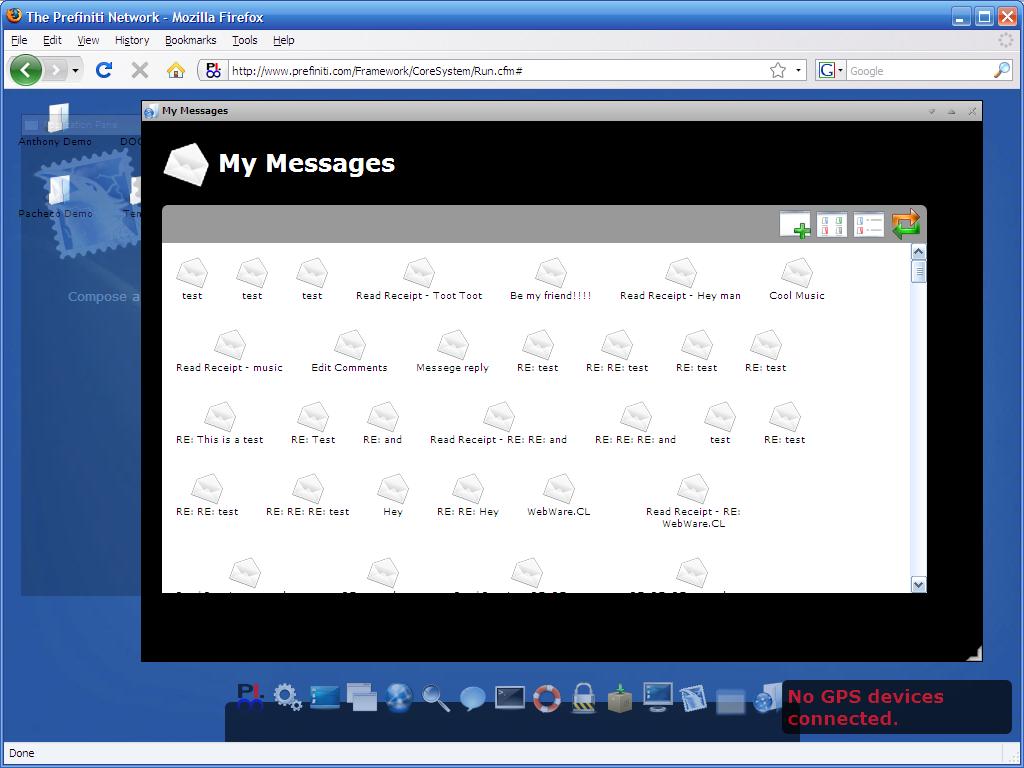 The Prefiniti Network - Mozilla Firefox
File Edit View History Bookmarks Tools Help
http://www.prefiniti.com/Framework/CoreSystem/Run.cfm#
Google
My Messages
Anthony Demo
Pacheco Demo
Compose a
My Messages
test test test Read Receipt - Toot Toot Be my friend!!!! Read Receipt - Hey man Cool Music
Read Receipt - music Edit Comments Messege reply RE: test RE: RE: test RE: test RE: test
RE: This is a test RE: Test RE: and Read Receipt - RE: RE: and RE: RE: RE: and test RE: test
RE: RE: test RE: RE: RE: test Hey RE: RE: Hey WebWare.CL Read Receipt - RE:
WebWare.CL
No GPS devices
connected.
Done